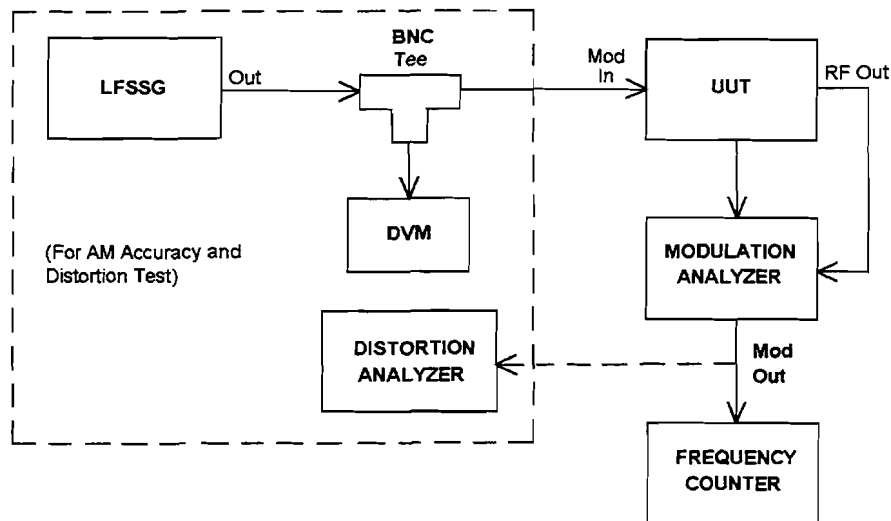 LFSSG
Out
BNC
Tee
Mod
In
UUT
RF Out
DVM
(For AM Accuracy and
Distortion Test)
MODULATION
ANALYZER
DISTORTION
ANALYZER
Mod
Out
FREQUENCY
COUNTER